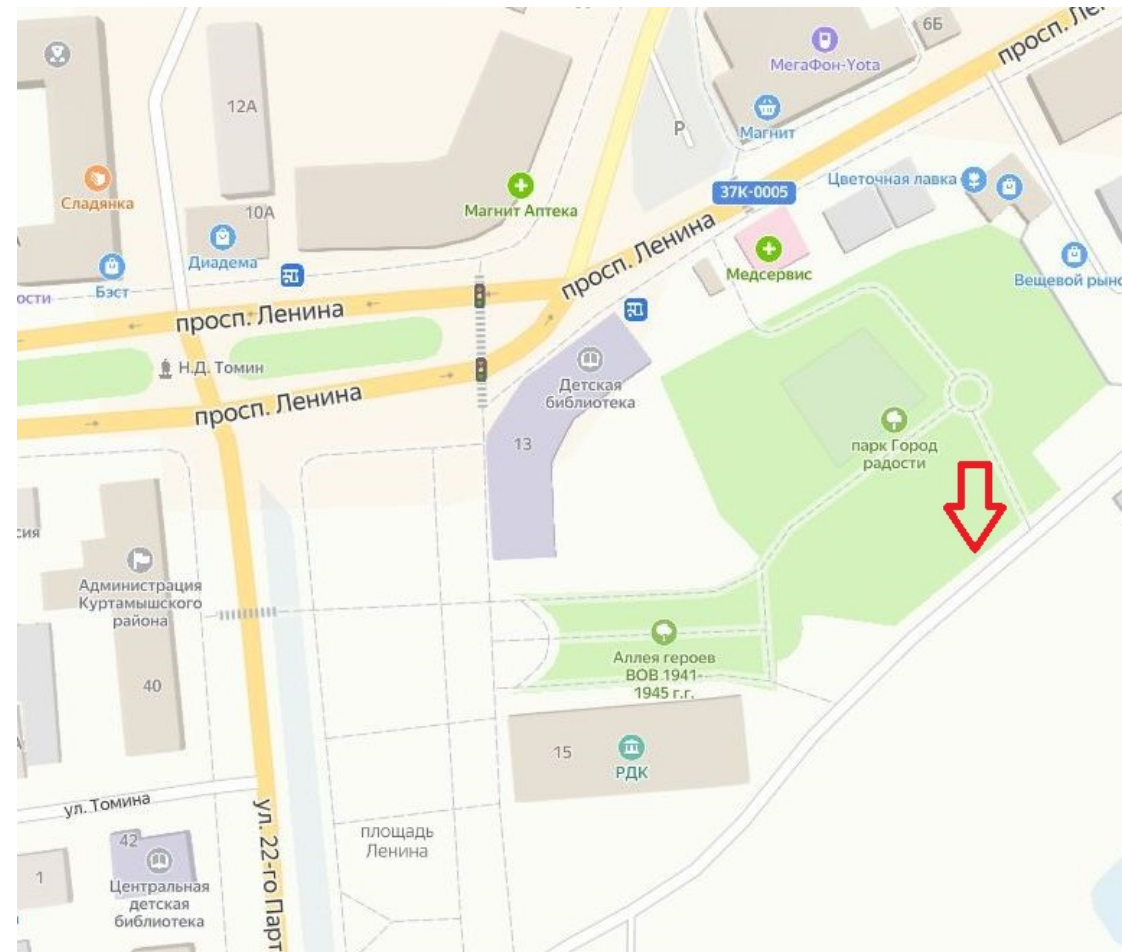 6Б
просп. Ле
МегаФон-Yota
12А
P
Магнит
Сладянка
37К-0005
Цветочная лавка
10А
Магнит Аптека
просп. Ленина
Диадема
Медсервис
Бэст
ости
Вещевой рын
просп. Ленина
Н.Д. Томин
Детская
библиотека
просп. Ленина
13
парк Город
радости
сия
Администрация
Куртамышского
района
Аллея героев
ВОВ 1941-
1945 г.г.
40
15
РДК
ул. Томина
площадь
Ленина
42
ул. 22-го Парт
1
Центральная
детская
библиотека